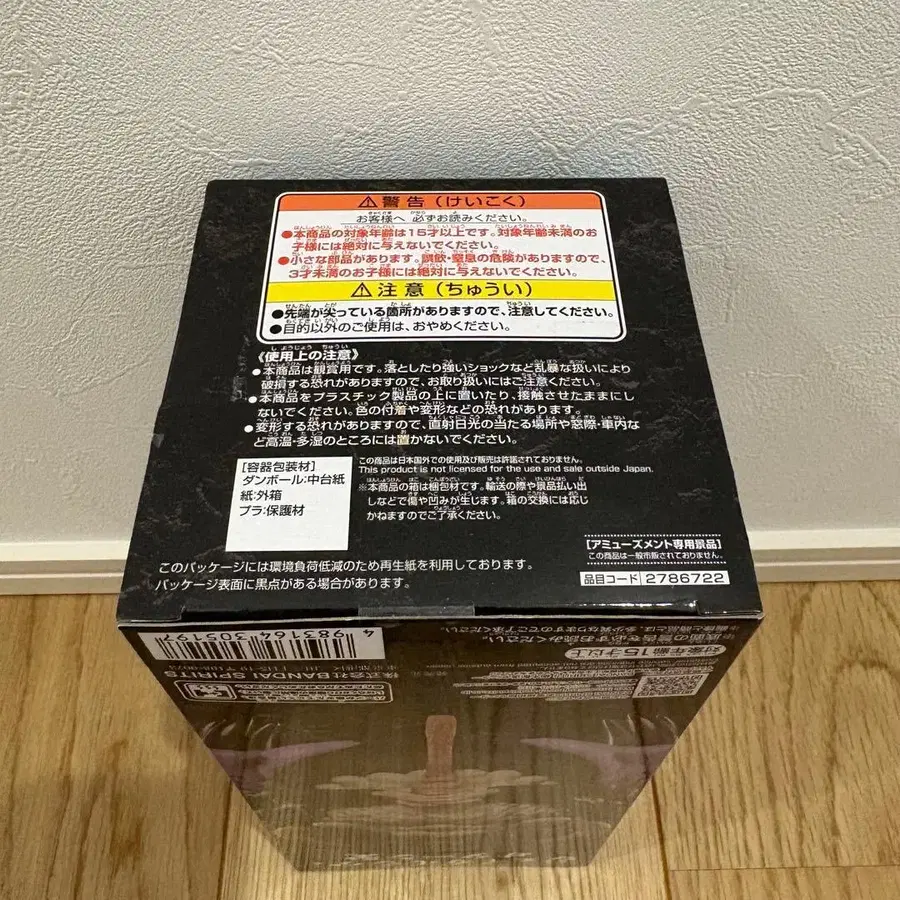 ⚠警告(けいこく)
お客様へ 必ずお読みください。
●本商品の対象年齢は15才以上です。対象年齢未満のお
子様には絶対に与えないでください。
●小さな部品があります。誤飲・窒息の危険がありますので、
3才未満のお子様には絶対に与えないでください。
⚠注意(ちゅうい)
●先端が尖っている箇所がありますので、注意してください。
●目的以外のご使用は、おやめください。
《使用上の注意》
●本商品は観賞用です。落としたり強いショックなど乱暴な扱いにより
破損する恐れがありますので、お取り扱いにはご注意ください。
●本商品をプラスチック製品の上に置いたり、接触させたままにし
ないでください。色の付着や変形などの恐れがあります。
●変形する恐れがありますので、直射日光の当たる場所や窓際・車内な
ど高温・多湿のところには置かないでください。
[容器包装材]
ダンボール:中台紙
紙:外箱
プラ:保護材
この商品は日本国外での使用及び販売は許諾されておりません。
This product is not licensed for the use and sale outside Japan.
※本商品の箱は梱包材です。輸送の際や景品払い出
しなどで傷や凹みが生じます。箱の交換には応じ
かねますのでご了承ください。
このパッケージには環境負荷低減のため再生紙を利用しております。
パッケージ表面に黒点がある場合があります。
[アミューズメント専用景品]
この商品は一般市販されておりません。
品目コード 2786722
4983164305197
株式会社BANDAI SPIRITS
対象年齢15才以上
※底面の警告を必ずお読みください。